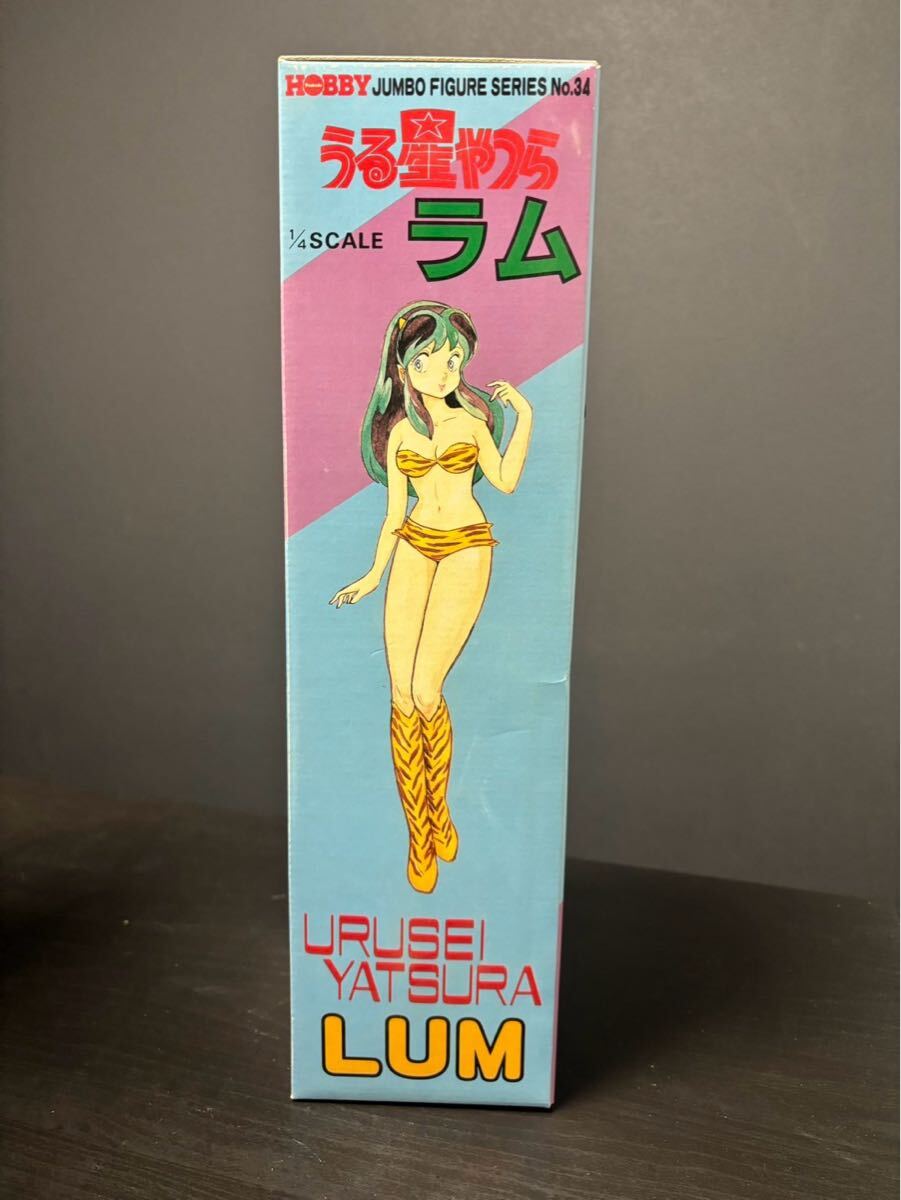 HOBBY JUMBO FIGURE SERIES No.34
うる星やつら
ラム
1/4 SCALE
URUSEI
YATSURA
LUM